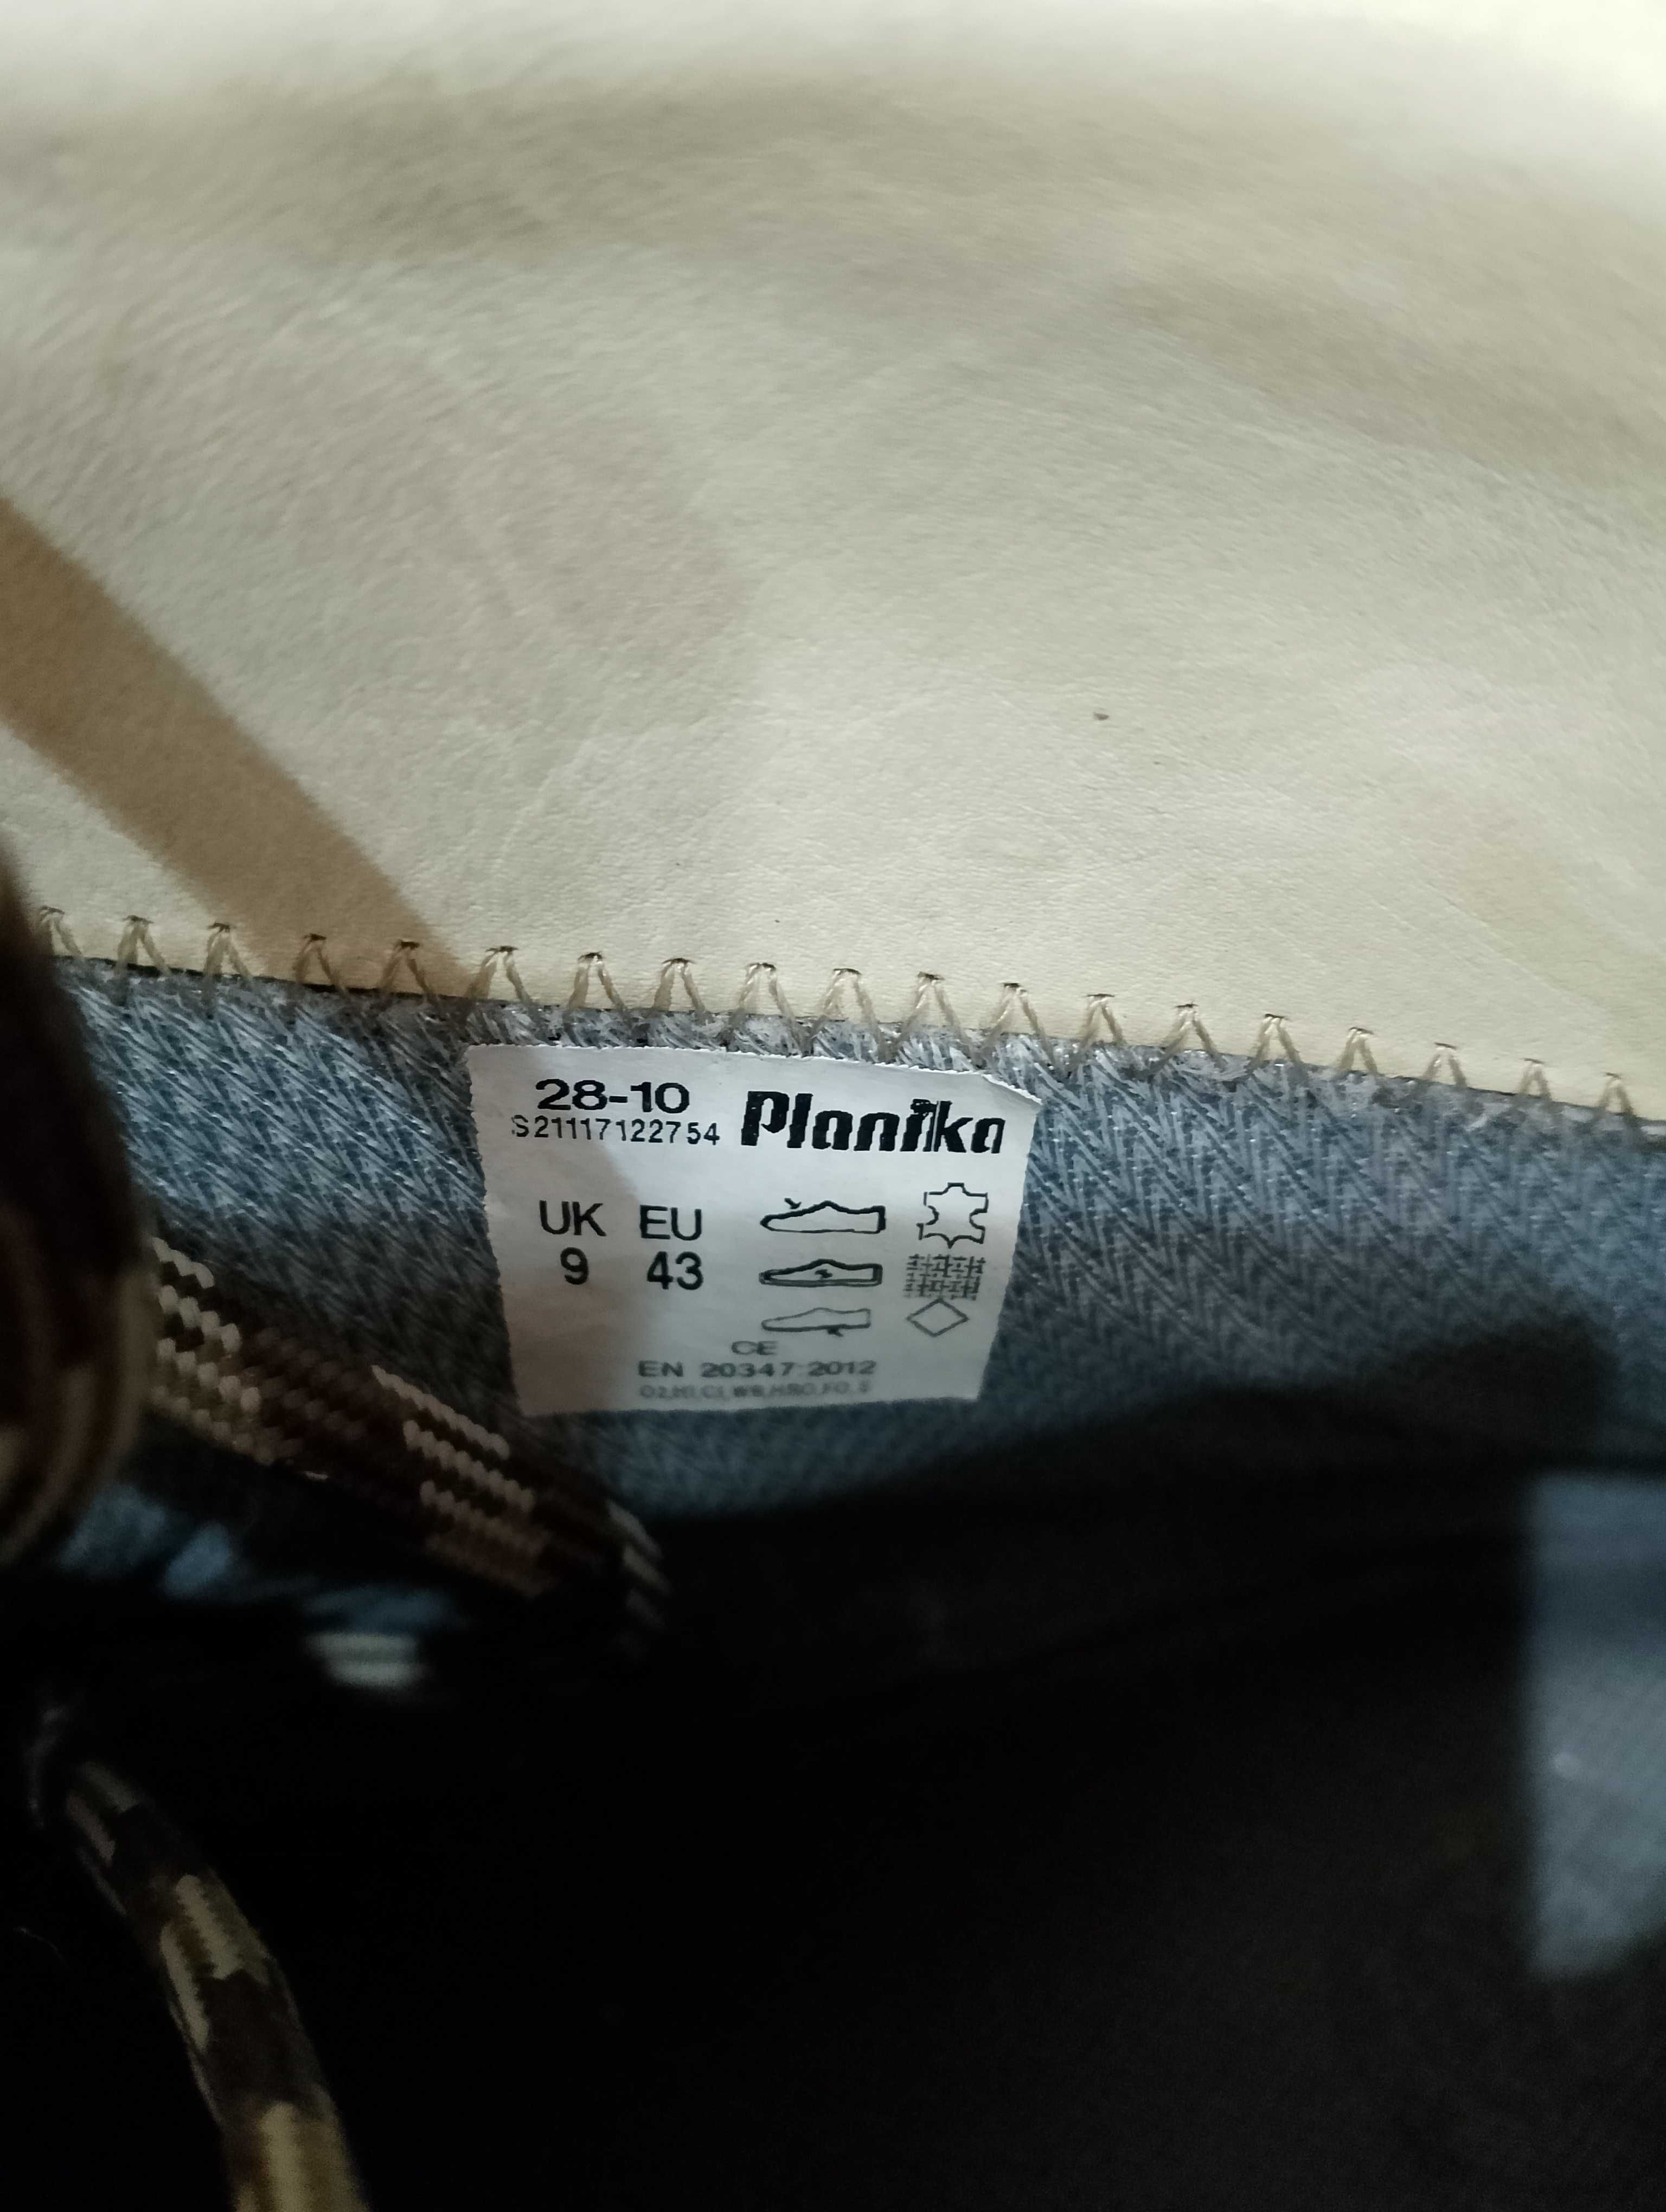 28-10
S21117122754
Planika
UK EU
9 43
CE
EN 20347:2012